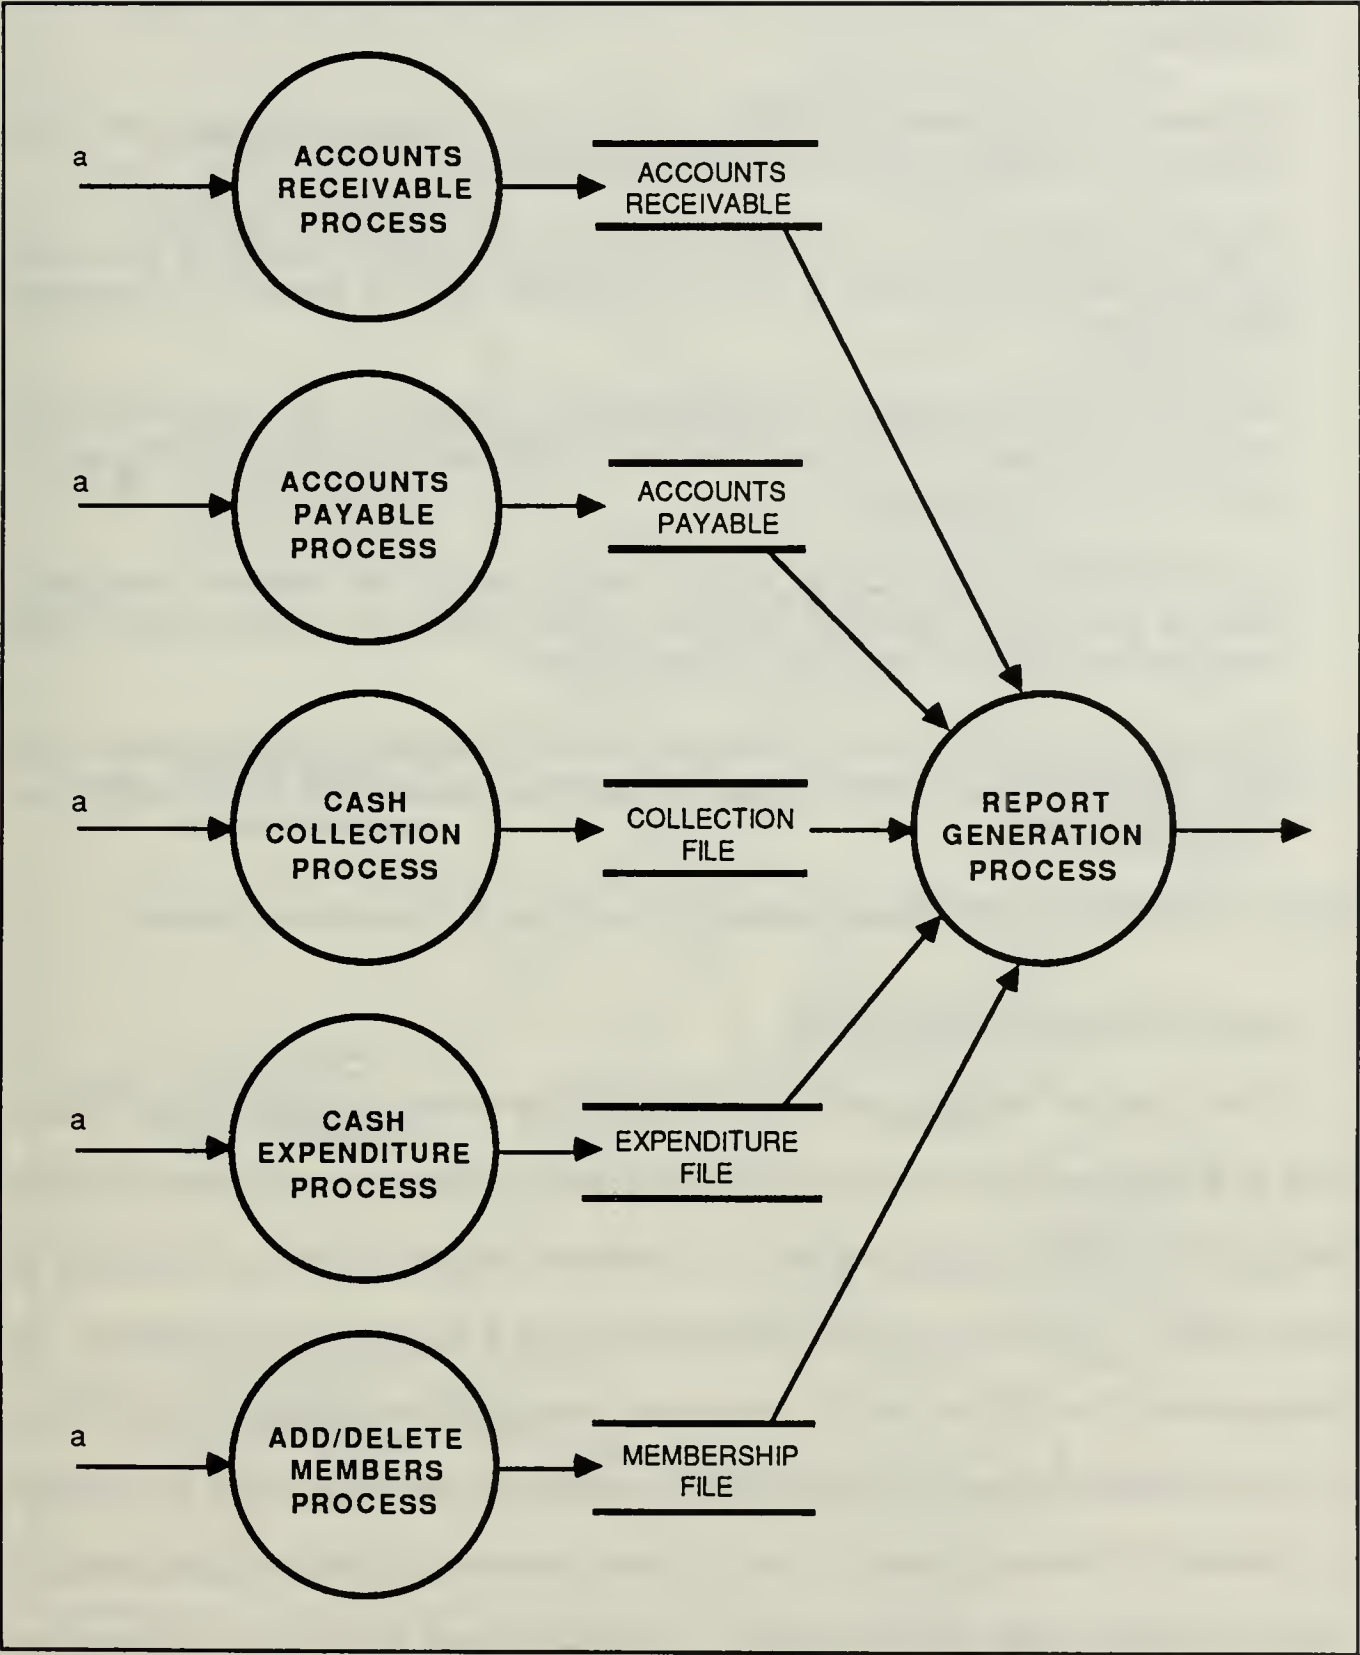 a
ACCOUNTS
RECEIVABLE
PROCESS
ACCOUNTS
RECEIVABLE
a
ACCOUNTS
PAYABLE
PROCESS
ACCOUNTS
PAYABLE
a
CASH
COLLECTION
PROCESS
COLLECTION
FILE
REPORT
GENERATION
PROCESS
a
CASH
EXPENDITURE
PROCESS
EXPENDITURE
FILE
a
ADD/DELETE
MEMBERS
PROCESS
MEMBERSHIP
FILE